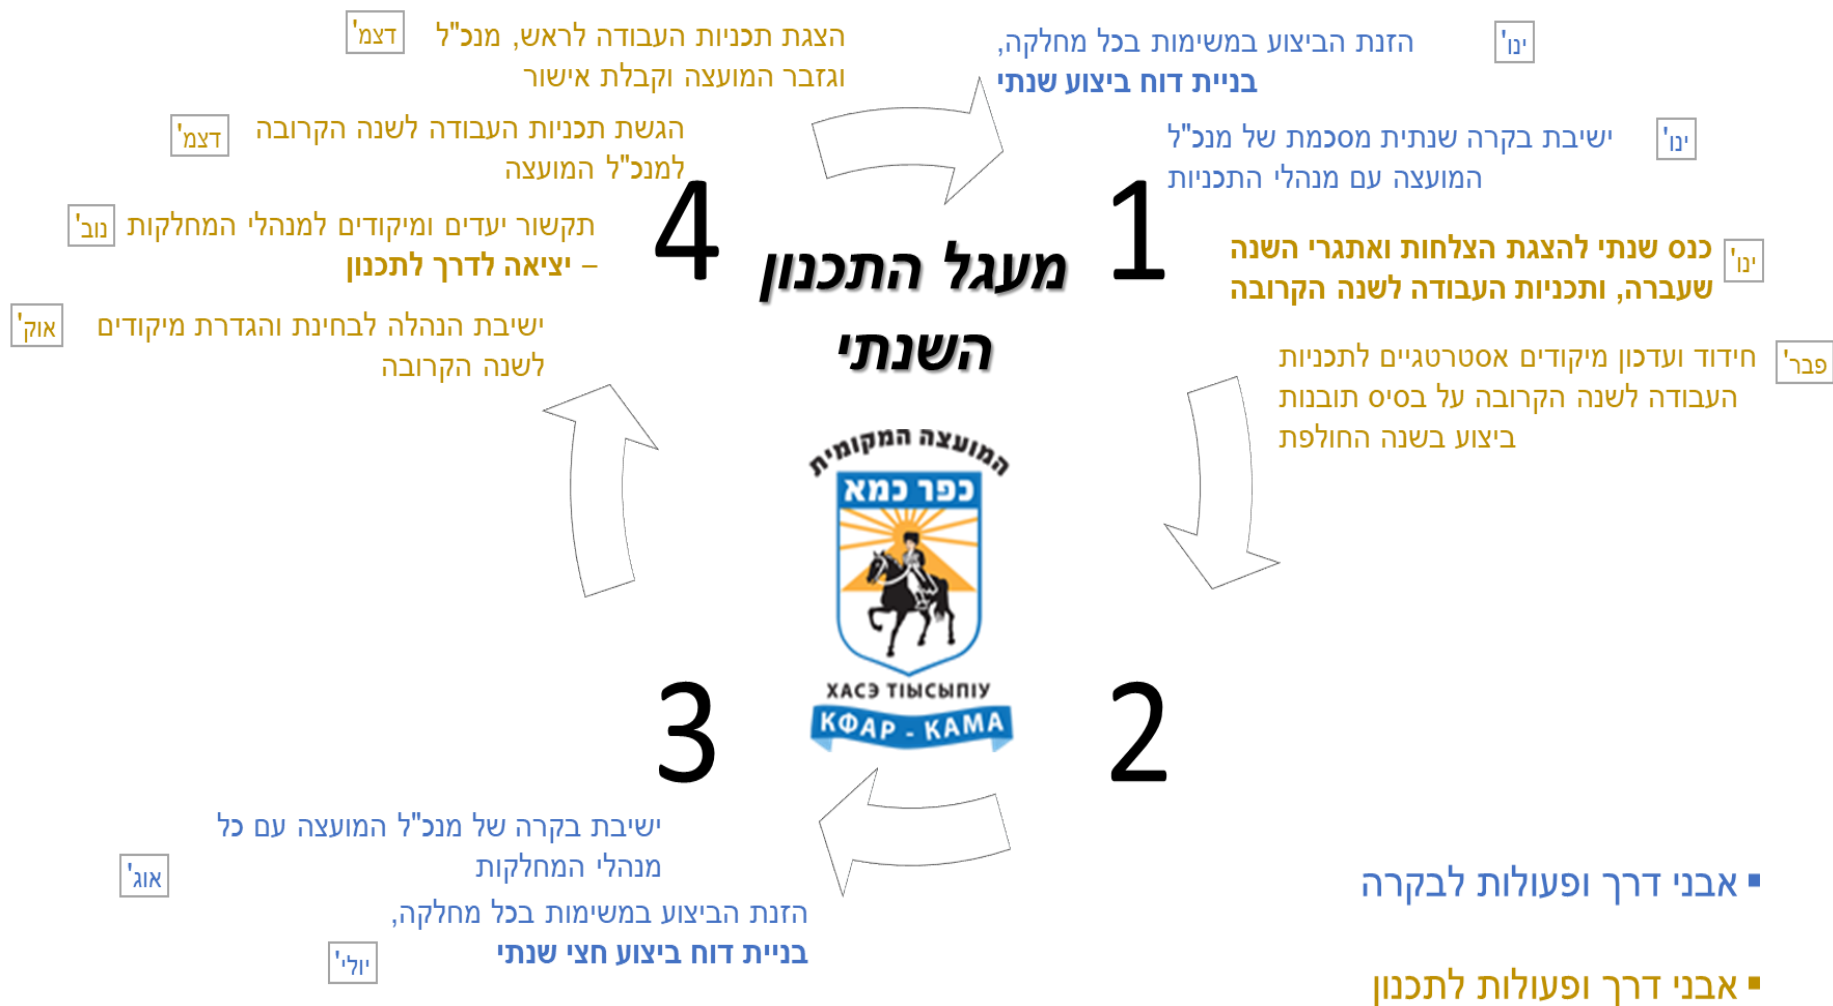 מעגל התכנון
השנתי
1
ינו'
הזנת הביצוע במשימות בכל מחלקה,
בניית דוח ביצוע שנתי
ינו'
ישיבת בקרה שנתית מסכמת של מנכ"ל
המועצה עם מנהלי התכניות
ינו'
כנס שנתי להצגת הצלחות ואתגרי השנה
שעברה, ותכניות העבודה לשנה הקרובה
פבר'
חידוד ועדכון מיקודים אסטרטגיים לתכניות
העבודה לשנה הקרובה על בסיס תובנות
ביצוע בשנה החולפת
2
3
הזנת הביצוע במשימות בכל מחלקה,
בניית דוח ביצוע חצי שנתי
יולי'
ישיבת בקרה של מנכ"ל המועצה עם כל
מנהלי המחלקות
אוג'
4
ישיבת הנהלה לבחינת והגדרת מיקודים
לשנה הקרובה
אוק'
תקשור יעדים ומיקודים למנהלי המחלקות
– יציאה לדרך לתכנון
נוב'
הגשת תכניות העבודה לשנה הקרובה
למנכ"ל המועצה
דצמ'
הצגת תכניות העבודה לראש, מנכ"ל
וגזבר המועצה וקבלת אישור
דצמ'
המועצה המקומית
כפר כמא
ХАСЭ ТІЫСЫПІУ
КФАР - КАМА
▪ אבני דרך ופעולות לבקרה
▪ אבני דרך ופעולות לתכנון